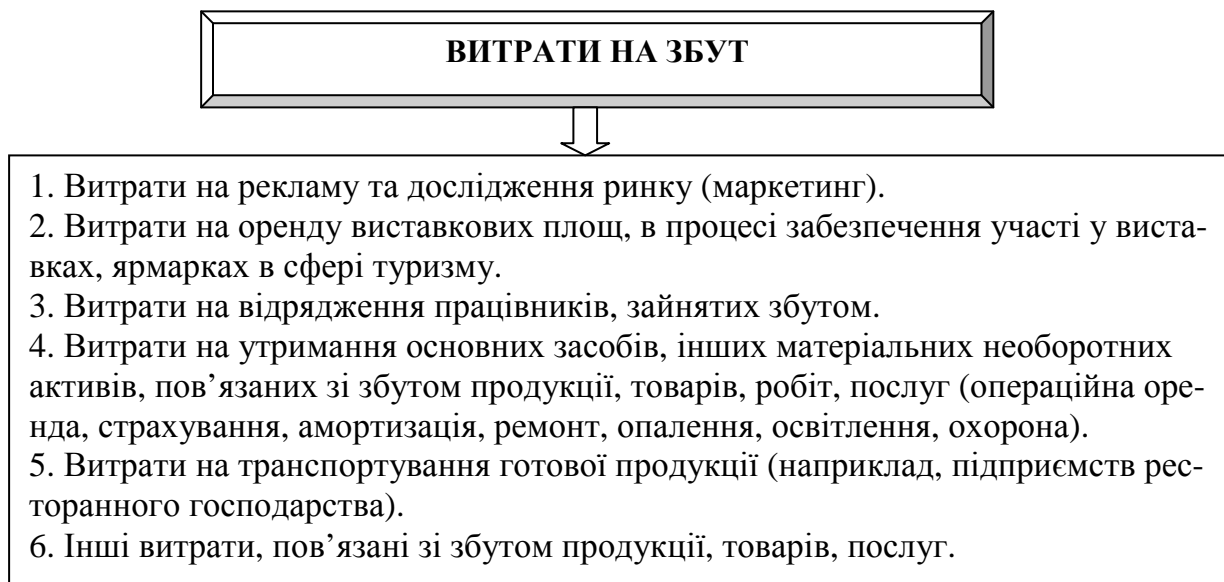 ВИТРАТИ НА ЗБУТ
1. Витрати на рекламу та дослідження ринку (маркетинг).
2. Витрати на оренду виставкових площ, в процесі забезпечення участі у виста-
вках, ярмарках в сфері туризму.
3. Витрати на відрядження працівників, зайнятих збутом.
4. Витрати на утримання основних засобів, інших матеріальних необоротних
активів, пов’язаних зі збутом продукції, товарів, робіт, послуг (операційна оре-
нда, страхування, амортизація, ремонт, опалення, освітлення, охорона).
5. Витрати на транспортування готової продукції (наприклад, підприємств рес-
торанного господарства).
6. Інші витрати, пов’язані зі збутом продукції, товарів, послуг.